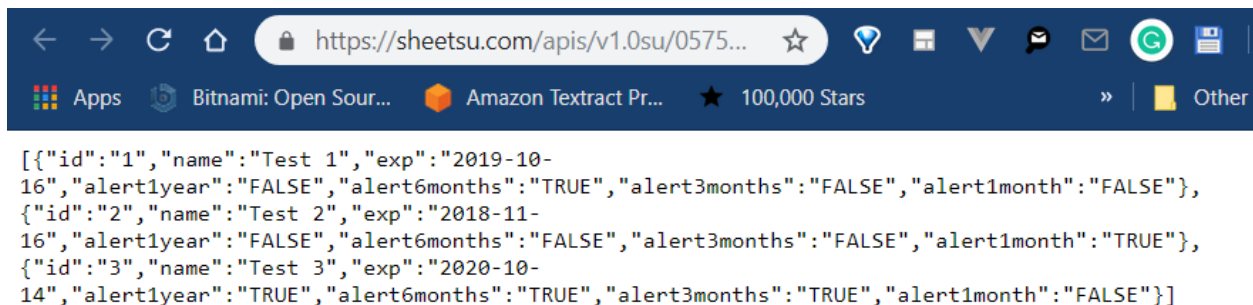 https://sheetsu.com/apis/v1.0su/0575...
Apps Bitnami: Open Sour... Amazon Textract Pr... 100,000 Stars » Other
[{"id":"1","name":"Test 1","exp":"2019-10-
16","alert1year":"FALSE","alert6months":"TRUE","alert3months":"FALSE","alert1month":"FALSE"},
{"id":"2","name":"Test 2","exp":"2018-11-
16","alert1year":"FALSE","alert6months":"FALSE","alert3months":"FALSE","alert1month":"TRUE"},
{"id":"3","name":"Test 3","exp":"2020-10-
14","alert1year":"TRUE","alert6months":"TRUE","alert3months":"TRUE","alert1month":"FALSE"}]